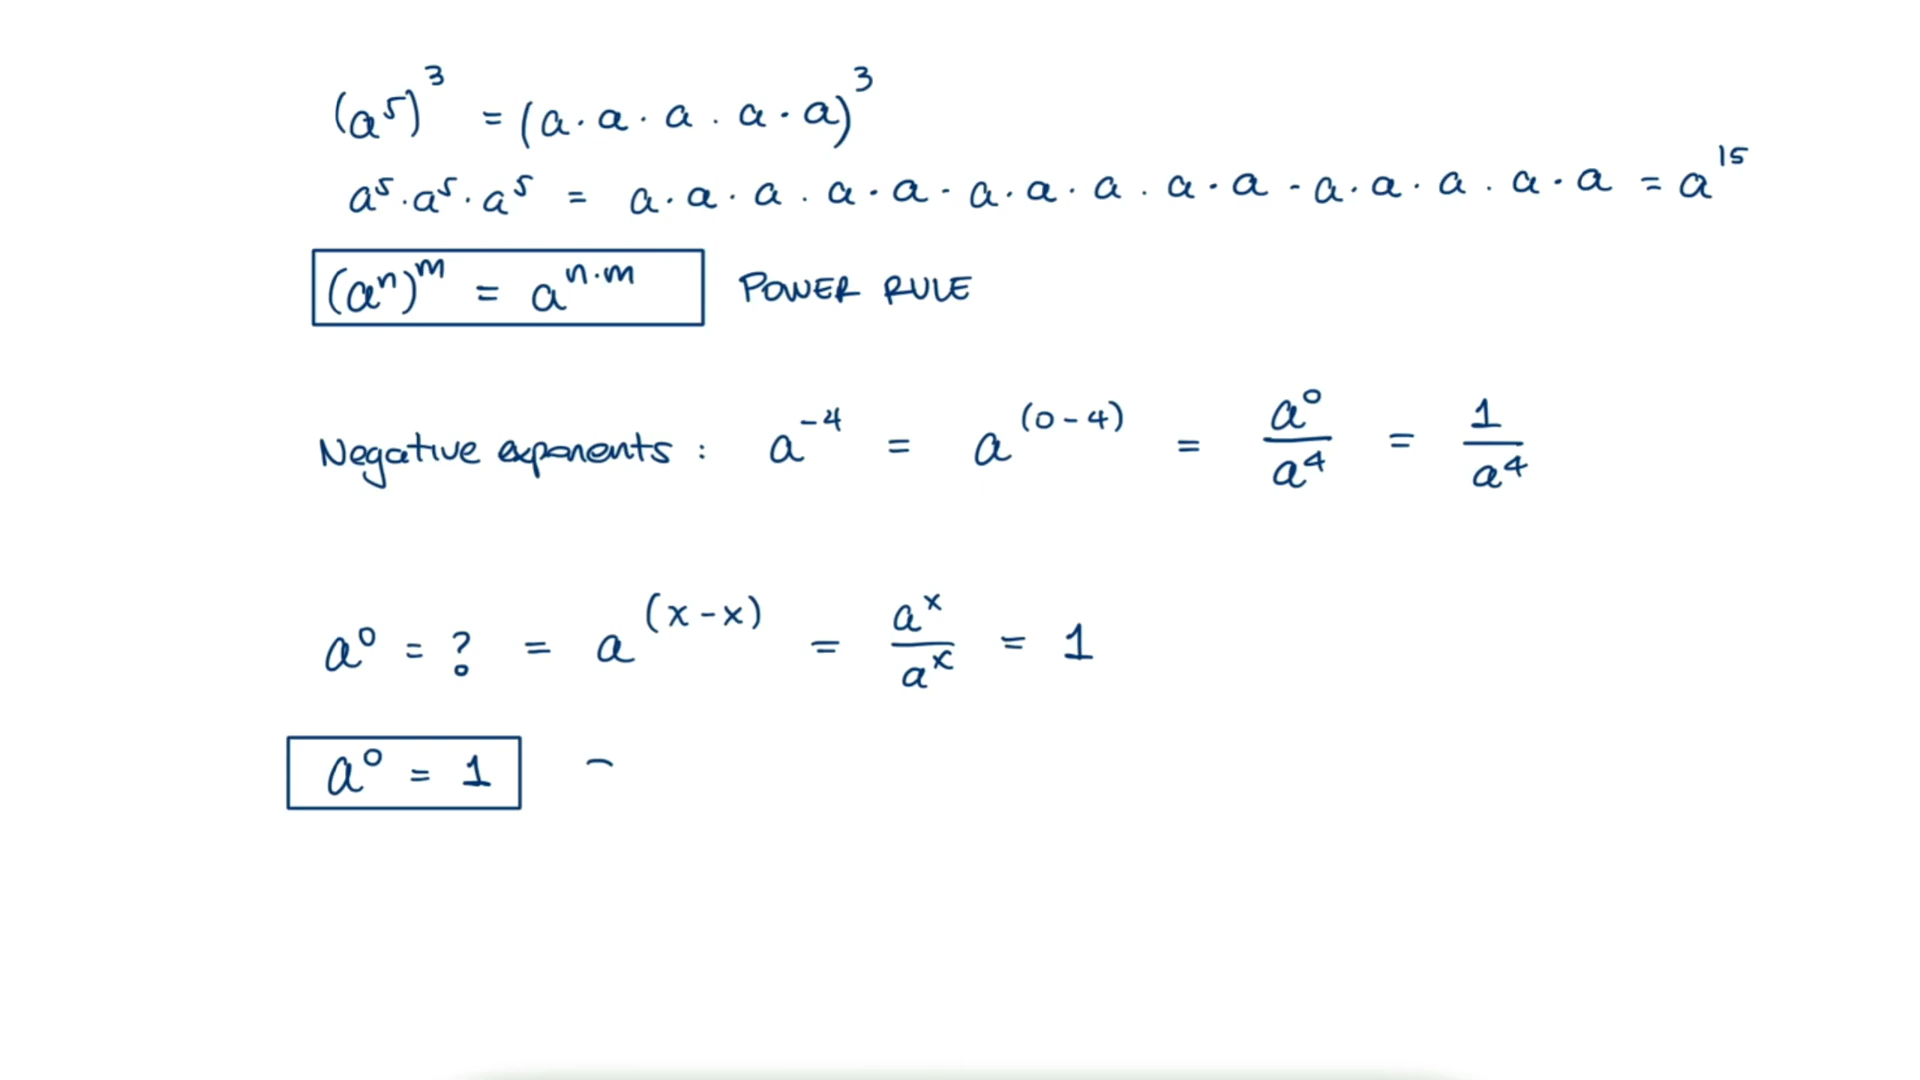 (a⁵)³ = (a · a · a · a · a)³
a⁵ · a⁵ · a⁵ = a · a · a · a · a · a · a · a · a · a · a · a · a · a · a = a¹⁵
(aⁿ)ᵐ = aⁿ˙ᵐ POWER RULE
Negative exponents : a⁻⁴ = a⁽⁰⁻⁴⁾ = a⁰/a⁴ = 1/a⁴
a⁰ = ? = a⁽ˣ⁻ˣ⁾ = aˣ/aˣ = 1
a⁰ = 1